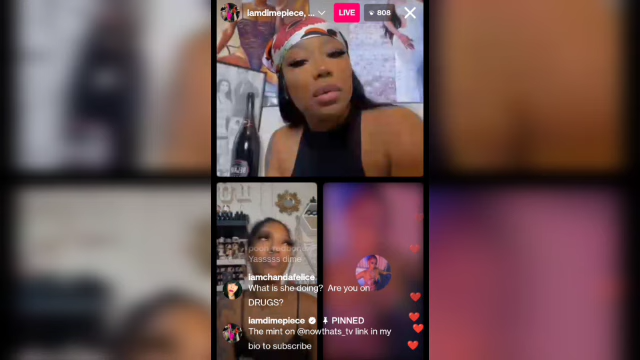 iamdimepiece, ...
LIVE
808
Yasssss dime
iamchandafelice
What is she doing? Are you on
DRUGS?
iamdimepiece PINNED
The mint on @nowthats_tv link in my
bio to subscribe